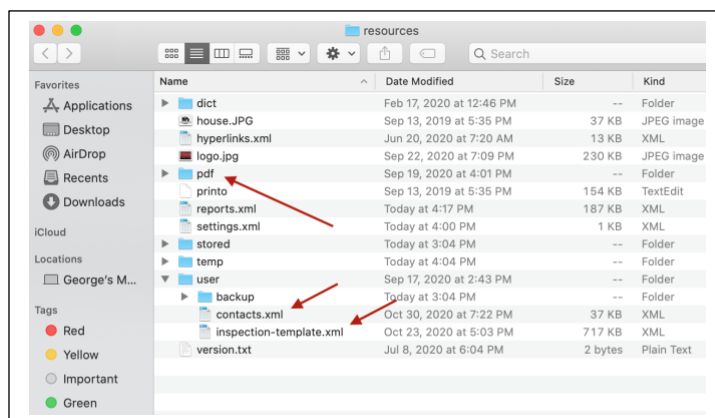 resources
Search
Favorites
Applications
Desktop
AirDrop
Recents
Downloads
iCloud
Locations
George's M...
Tags
Red
Yellow
Important
Green
Name Date Modified Size Kind
dict Feb 17, 2020 at 12:46 PM -- Folder
house.JPG Sep 13, 2019 at 5:35 PM 37 KB JPEG image
hyperlinks.xml Jun 20, 2020 at 7:20 AM 13 KB XML
logo.jpg Sep 22, 2020 at 7:09 PM 230 KB JPEG image
pdf Sep 19, 2020 at 4:01 PM -- Folder
printo Sep 13, 2019 at 5:35 PM 154 KB TextEdit
reports.xml Today at 4:17 PM 187 KB XML
settings.xml Today at 4:00 PM 1 KB XML
stored Today at 3:04 PM -- Folder
temp Today at 4:04 PM -- Folder
user Sep 17, 2020 at 2:43 PM -- Folder
backup Today at 3:04 PM -- Folder
contacts.xml Oct 30, 2020 at 7:22 PM 37 KB XML
inspection-template.xml Oct 23, 2020 at 5:03 PM 717 KB XML
version.txt Jul 8, 2020 at 6:04 PM 2 bytes Plain Text